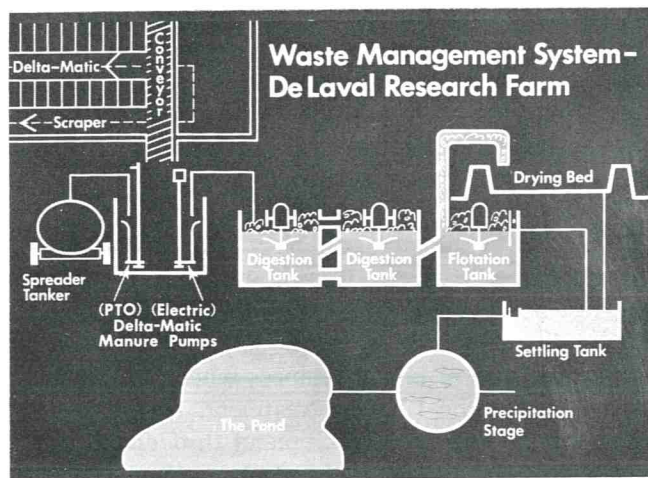 Waste Management System–
De Laval Research Farm
Conveyor
Delta-Matic
Scraper
Drying Bed
Digestion
Tank
Digestion
Tank
Flotation
Tank
Spreader
Tanker
(PTO) (Electric)
Delta-Matic
Manure Pumps
Settling Tank
The Pond
Precipitation
Stage